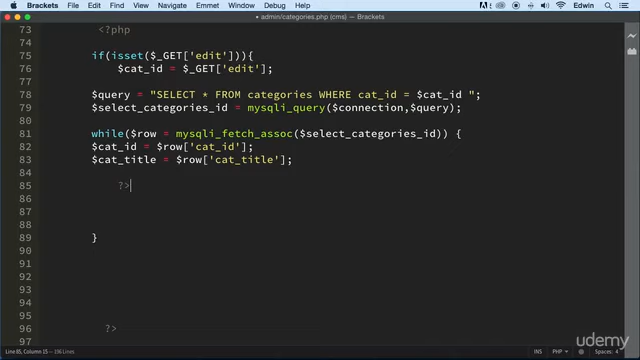 Brackets File Edit Find View Navigate Emmet Window Debug Help Edwin
admin/categories.php (cms) — Brackets
73 <?php
74
75 if(isset($_GET['edit'])){
76 $cat_id = $_GET['edit'];
77
78 $query = "SELECT * FROM categories WHERE cat_id = $cat_id ";
79 $select_categories_id = mysqli_query($connection,$query);
80
81 while($row = mysqli_fetch_assoc($select_categories_id)) {
82 $cat_id = $row['cat_id'];
83 $cat_title = $row['cat_title'];
84
85 ?>
86
87
88
89 }
90
91
92
93
94
95
96 ?>
97
Line 85, Column 15 — 196 Lines INS PHP Spaces: 4
udemy